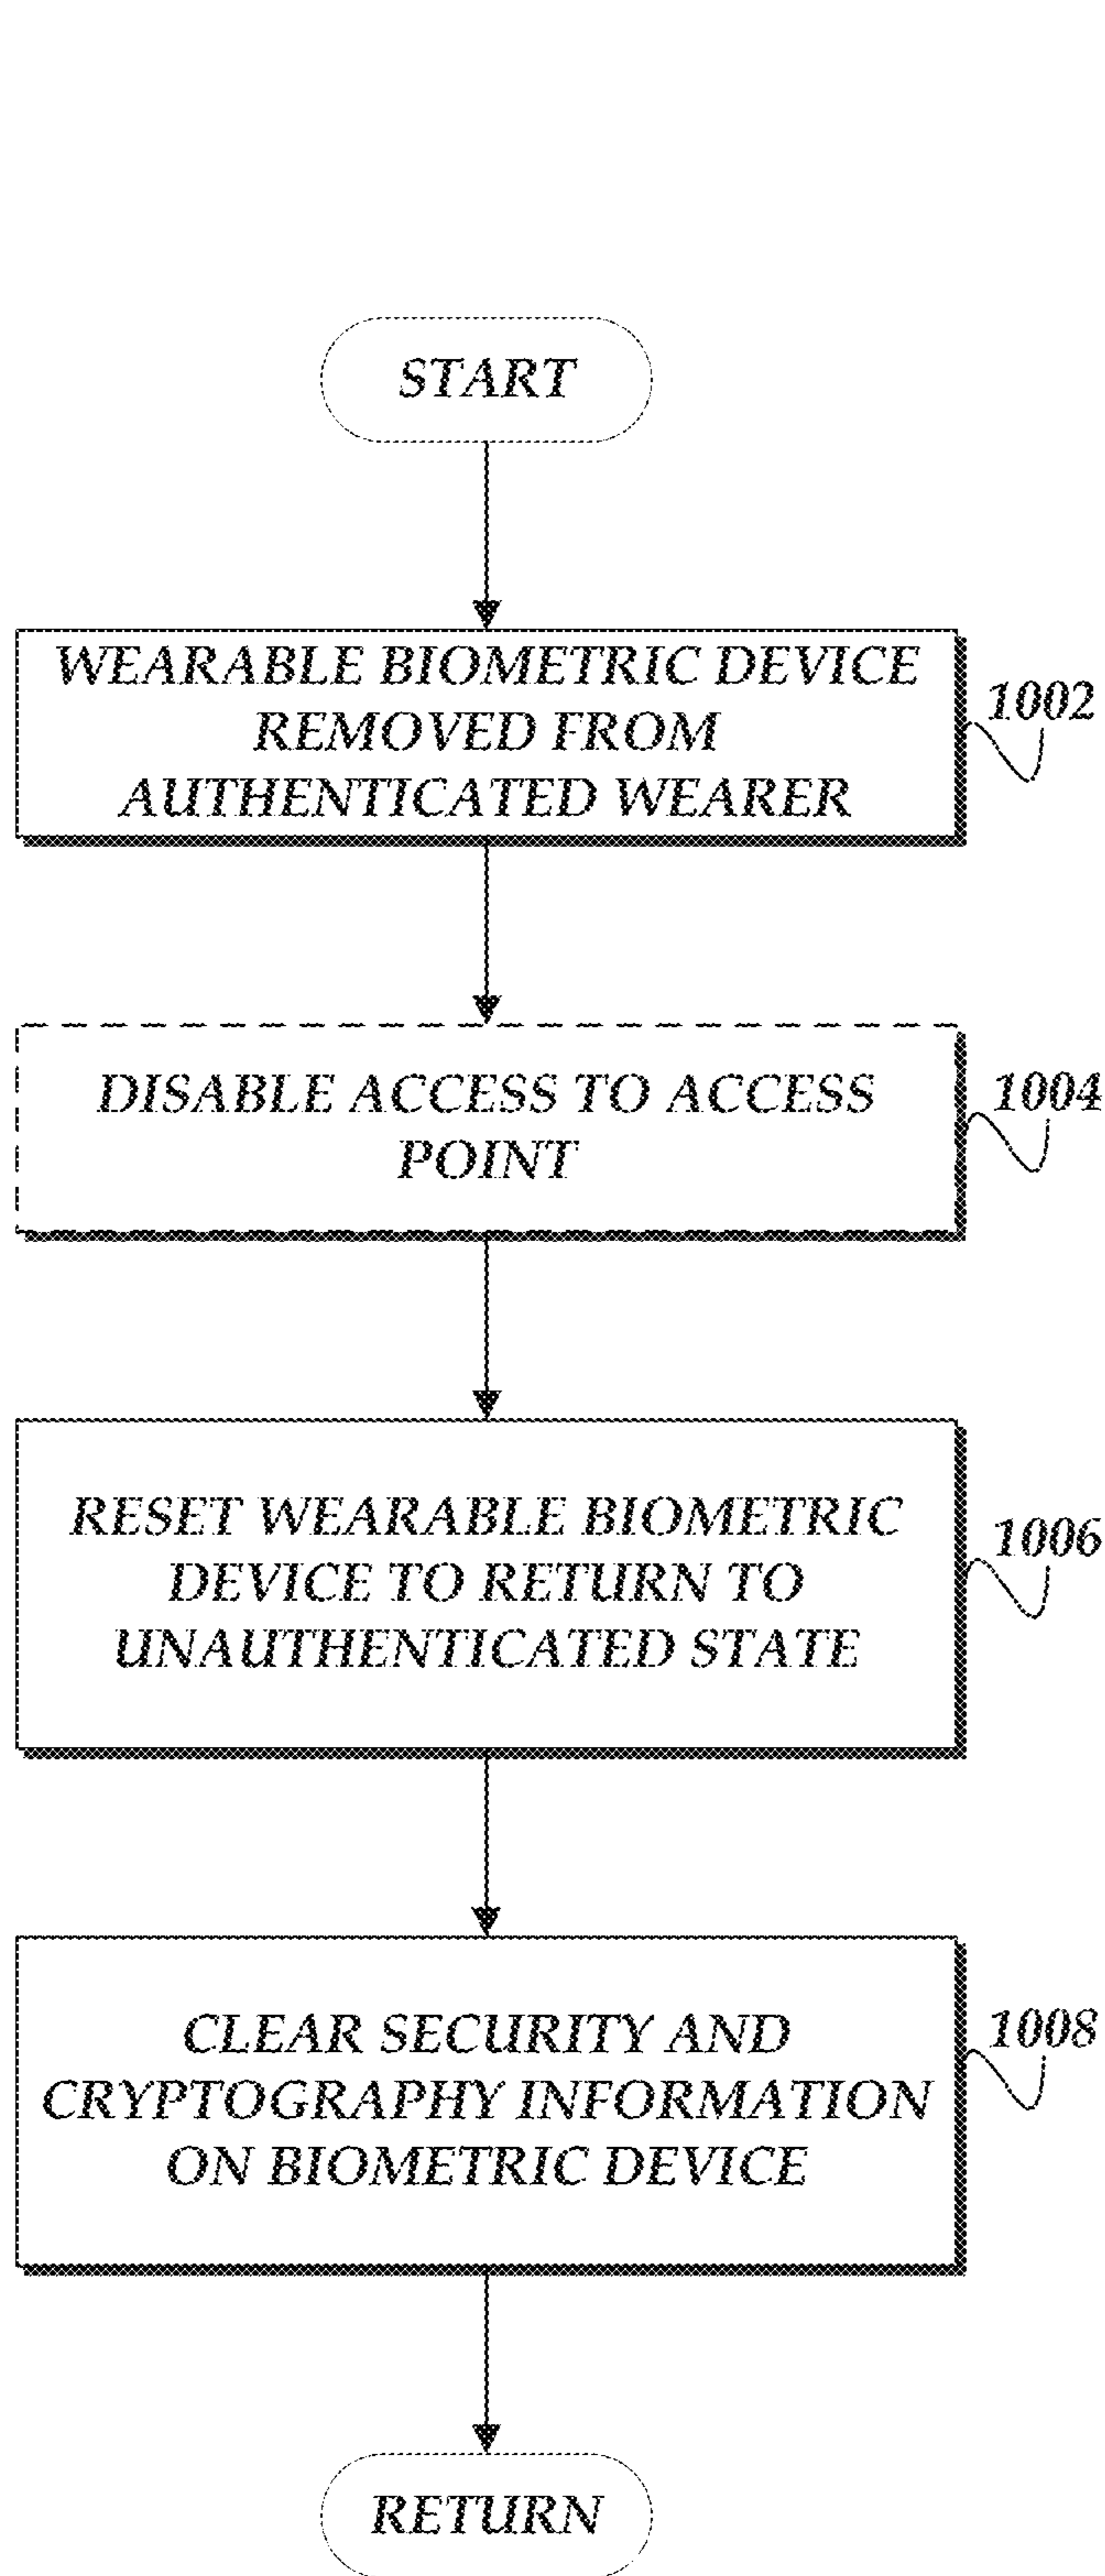 START
WEARABLE BIOMETRIC DEVICE
REMOVED FROM
AUTHENTICATED WEARER
1002
DISABLE ACCESS TO ACCESS
POINT
1004
RESET WEARABLE BIOMETRIC
DEVICE TO RETURN TO
UNAUTHENTICATED STATE
1006
CLEAR SECURITY AND
CRYPTOGRAPHY INFORMATION
ON BIOMETRIC DEVICE
1008
RETURN